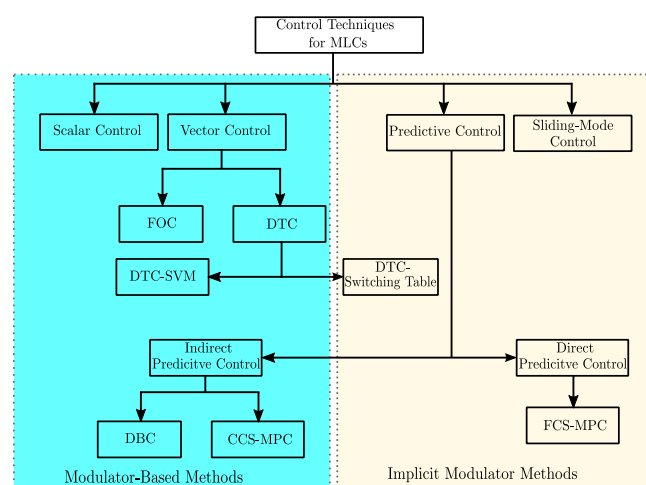 Control Techniques
for MLCs
Scalar Control
Vector Control
Predictive Control
Sliding-Mode
Control
FOC
DTC
DTC-SVM
DTC-
Switching Table
Indirect
Predicitve Control
Direct
Predicitve Control
DBC
CCS-MPC
FCS-MPC
Modulator-Based Methods
Implicit Modulator Methods